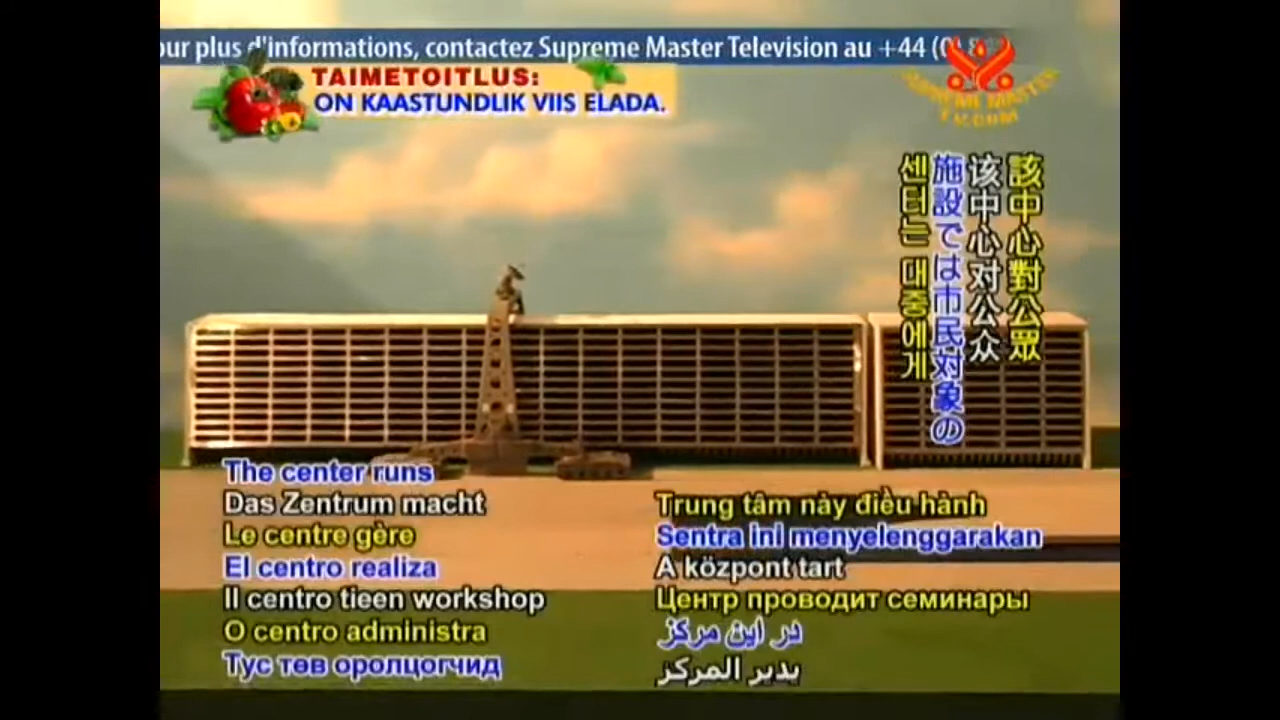 our plus d'informations, contactez Supreme Master Television au +44 (0)
TAIMETOITLUS:
ON KAASTUNDLIK VIIS ELADA.
SUPREME MASTER
該中心對公眾
该中心对公众
施設では市民対象の
센터는 대중에게
The center runs
Das Zentrum macht
Le centre gère
El centro realiza
Il centro tieen workshop
O centro administra
Тус төв оролцогчид
Trung tâm này điều hành
Sentra ini menyelenggarakan
A központ tart
Центр проводит семинары
در این مرکز
يدير المركز